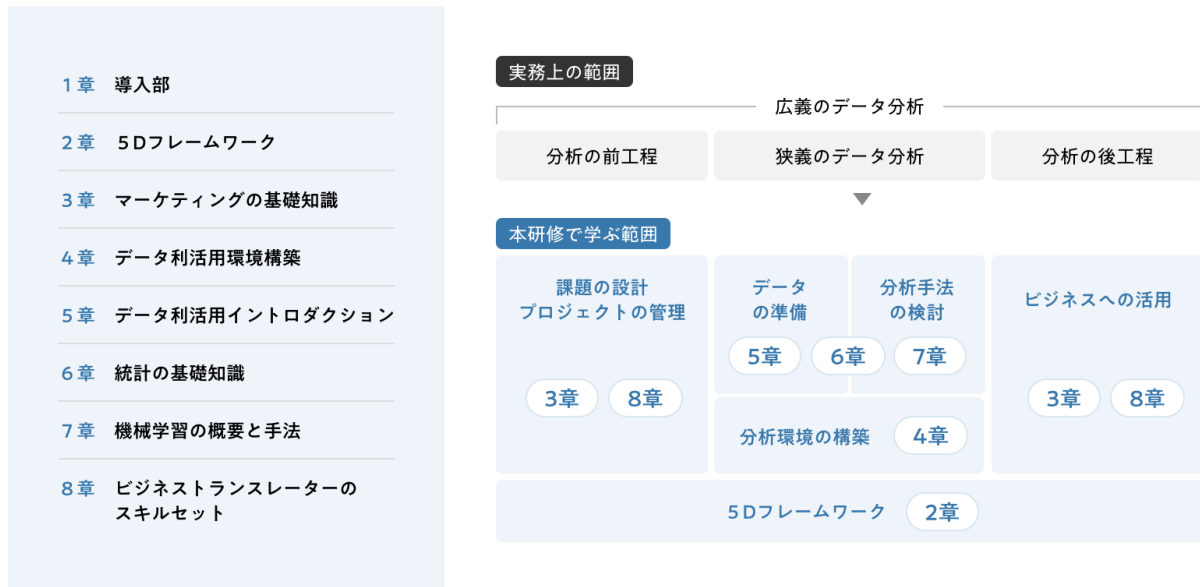 1章 導入部
2章 5Dフレームワーク
3章 マーケティングの基礎知識
4章 データ利活用環境構築
5章 データ利活用イントロダクション
6章 統計の基礎知識
7章 機械学習の概要と手法
8章 ビジネストランスレーターの
スキルセット
実務上の範囲
広義のデータ分析
分析の前工程
狭義のデータ分析
分析の後工程
本研修で学ぶ範囲
課題の設計
プロジェクトの管理
3章 8章
データ
の準備
分析手法
の検討
5章 6章 7章
分析環境の構築 4章
ビジネスへの活用
3章 8章
5Dフレームワーク 2章